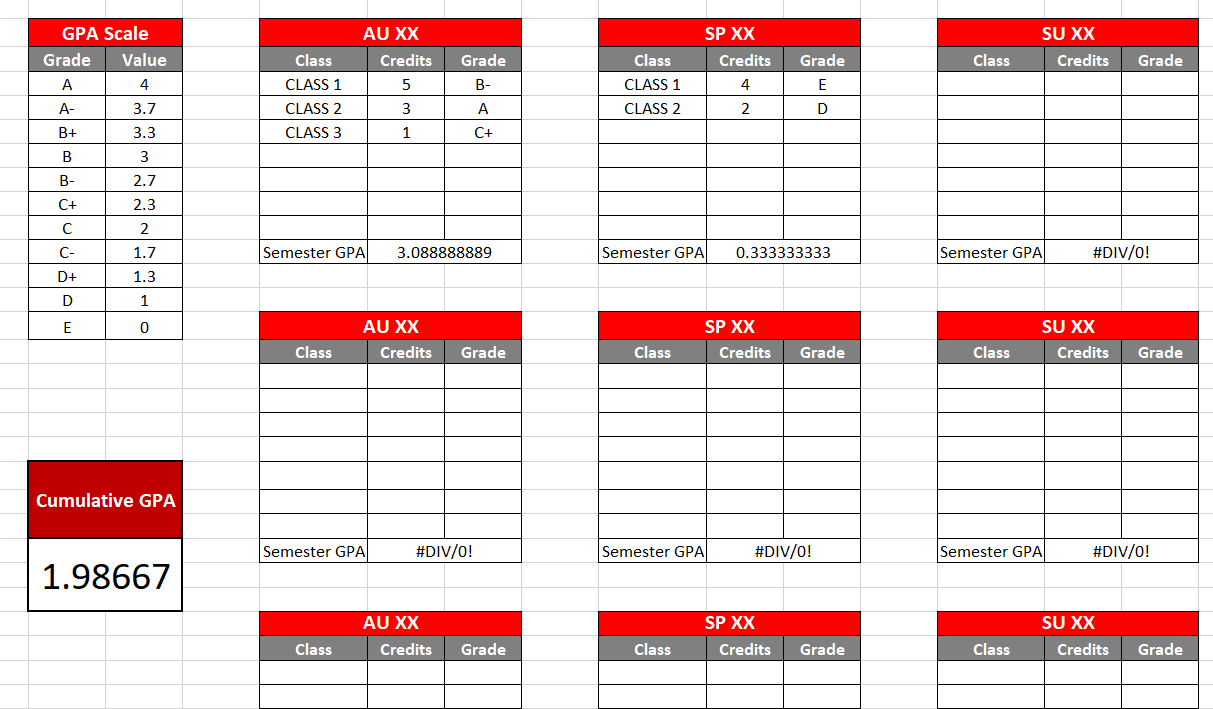 GPA Scale AU XX SP XX SU XX
Grade Value Class Credits Grade Class Credits Grade Class Credits Grade
A 4 CLASS 1 5 B- CLASS 1 4 E
A- 3.7 CLASS 2 3 A CLASS 2 2 D
B+ 3.3 CLASS 3 1 C+
B 3
B- 2.7
C+ 2.3
C 2
C- 1.7 Semester GPA 3.088888889 Semester GPA 0.333333333 Semester GPA #DIV/0!
D+ 1.3
D 1
E 0 AU XX SP XX SU XX
Class Credits Grade Class Credits Grade Class Credits Grade
Cumulative GPA
Semester GPA #DIV/0! Semester GPA #DIV/0! Semester GPA #DIV/0!
1.98667
AU XX SP XX SU XX
Class Credits Grade Class Credits Grade Class Credits Grade